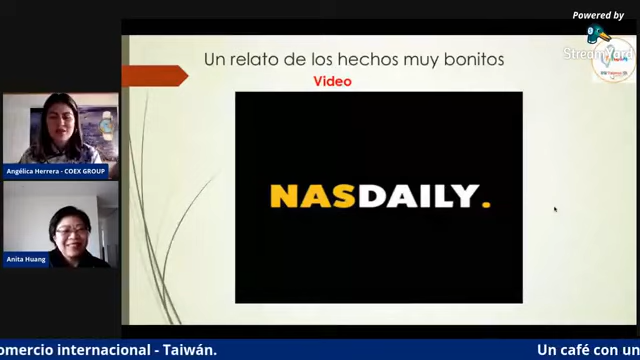 Powered by
StreamYard
Un relato de los hechos muy bonitos
Video
NASDAILY.
Angélica Herrera - COEX GROUP
Anita Huang
omercio internacional - Taiwán.
Un café con un